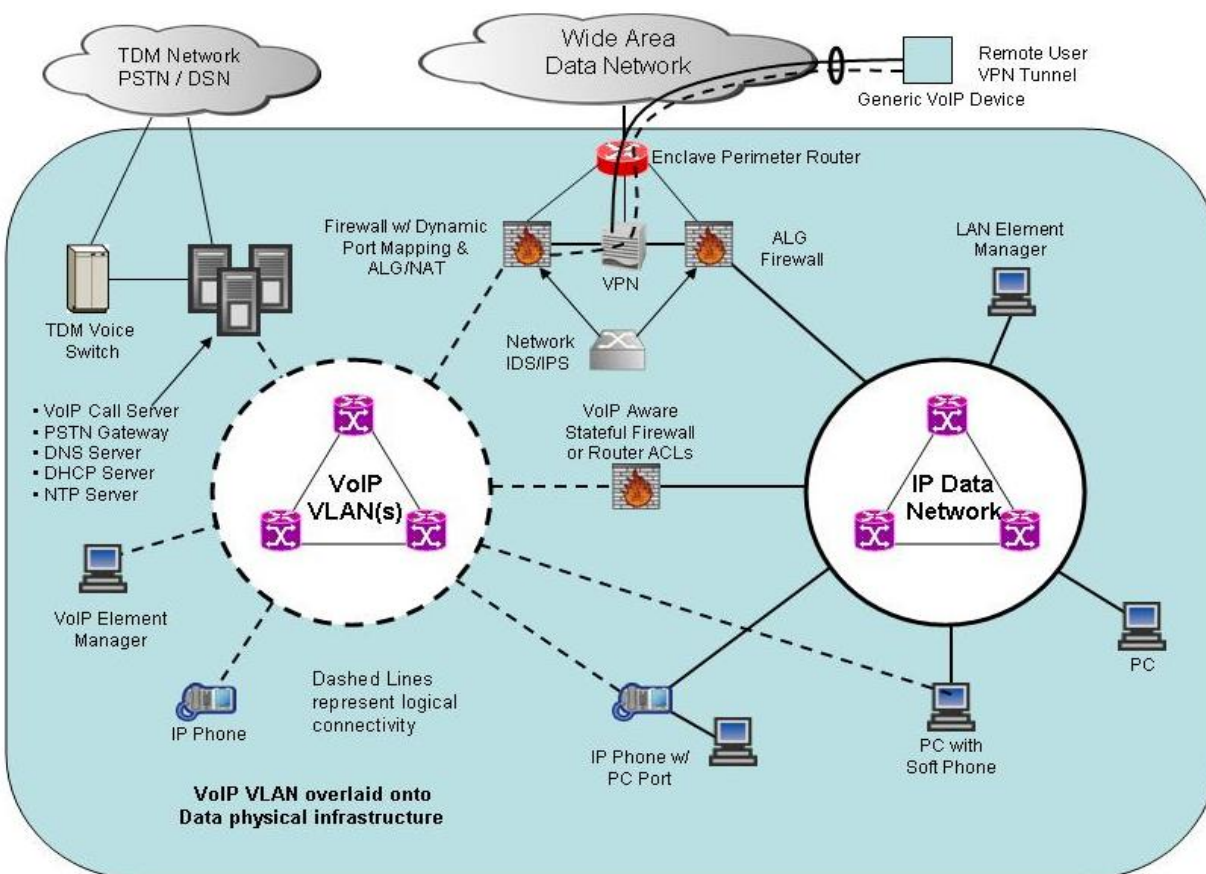 TDM Network
PSTN / DSN
Wide Area
Data Network
Remote User
VPN Tunnel
Generic VoIP Device
Enclave Perimeter Router
Firewall w/ Dynamic
Port Mapping &
ALG/NAT
VPN
ALG
Firewall
LAN Element
Manager
TDM Voice
Switch
Network
IDS/IPS
▪ VoIP Call Server
▪ PSTN Gateway
▪ DNS Server
▪ DHCP Server
▪ NTP Server
VoIP Aware
Stateful Firewall
or Router ACLs
VoIP
VLAN(s)
IP Data
Network
VoIP Element
Manager
PC
Dashed Lines
represent logical
connectivity
IP Phone
IP Phone w/
PC Port
PC with
Soft Phone
VoIP VLAN overlaid onto
Data physical infrastructure